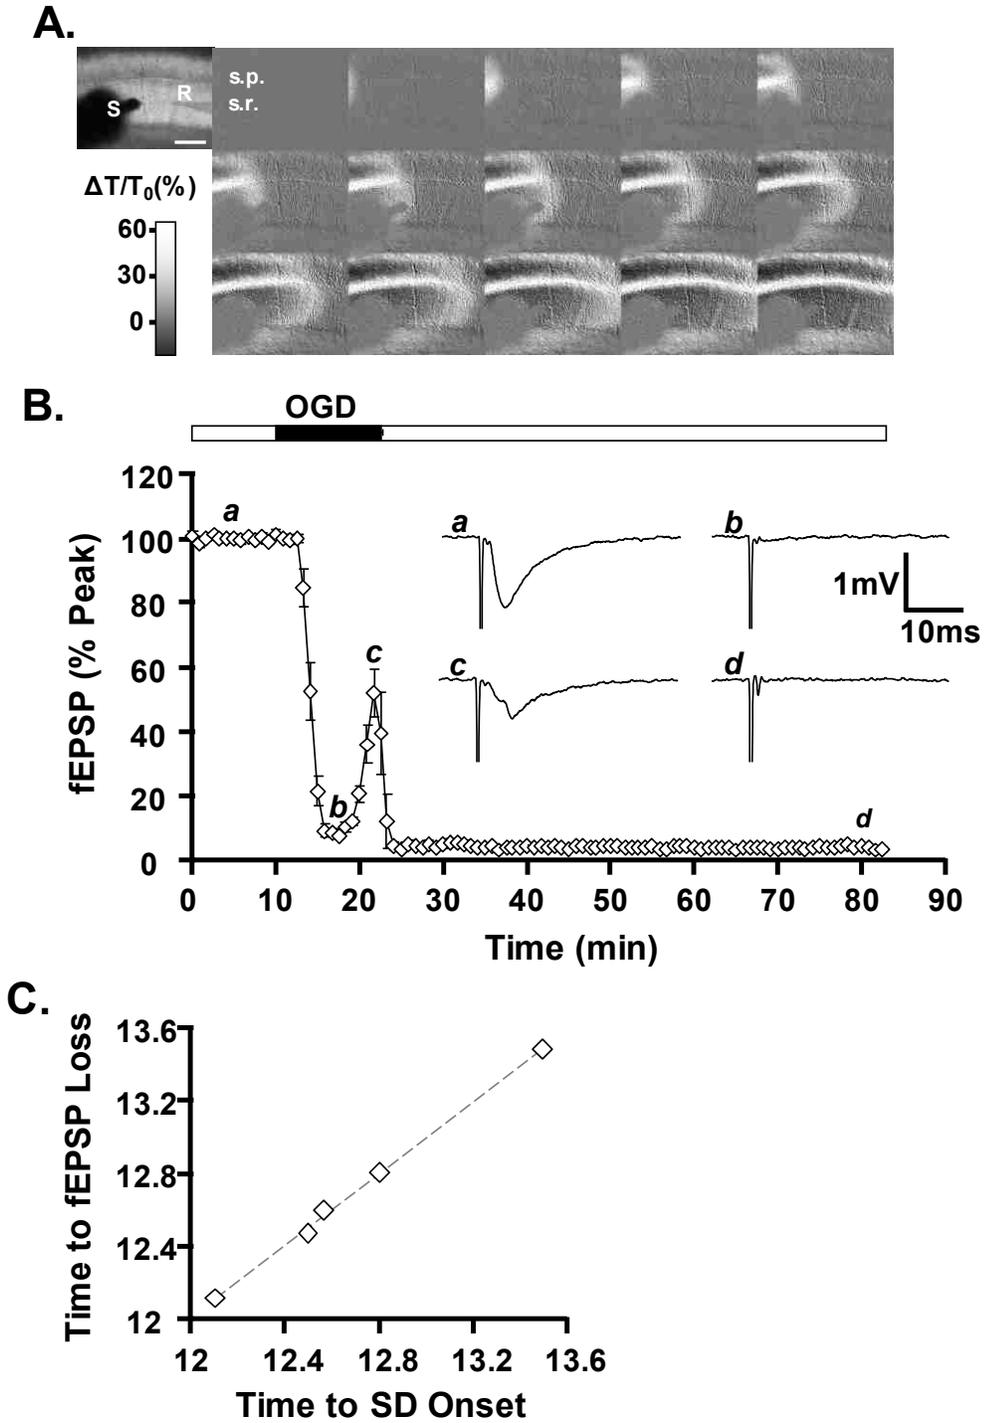 A.
S
R
s.p.
s.r.
ΔT/T₀(%)
60
30
0
B.
OGD
120
100
80
60
40
20
0
fEPSP (% Peak)
a
b
c
d
a
b
c
d
1mV
10ms
0 10 20 30 40 50 60 70 80 90
Time (min)
C.
13.6
13.2
12.8
12.4
12
Time to fEPSP Loss
12 12.4 12.8 13.2 13.6
Time to SD Onset